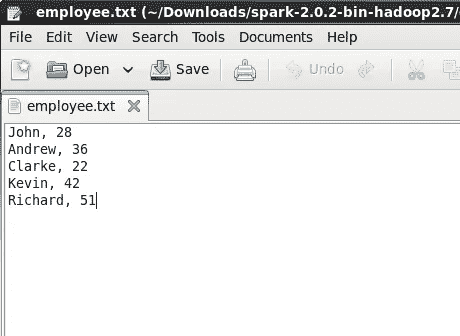 employee.txt (~/Downloads/spark-2.0.2-bin-hadoop2.7/
File Edit View Search Tools Documents Help
Open Save Undo
employee.txt
John, 28
Andrew, 36
Clarke, 22
Kevin, 42
Richard, 51